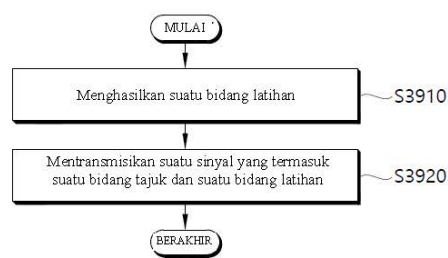 MULAI
Menghasilkan suatu bidang latihan
S3910
Mentransmisikan suatu sinyal yang termasuk
suatu bidang tajuk dan suatu bidang latihan
S3920
BERAKHIR